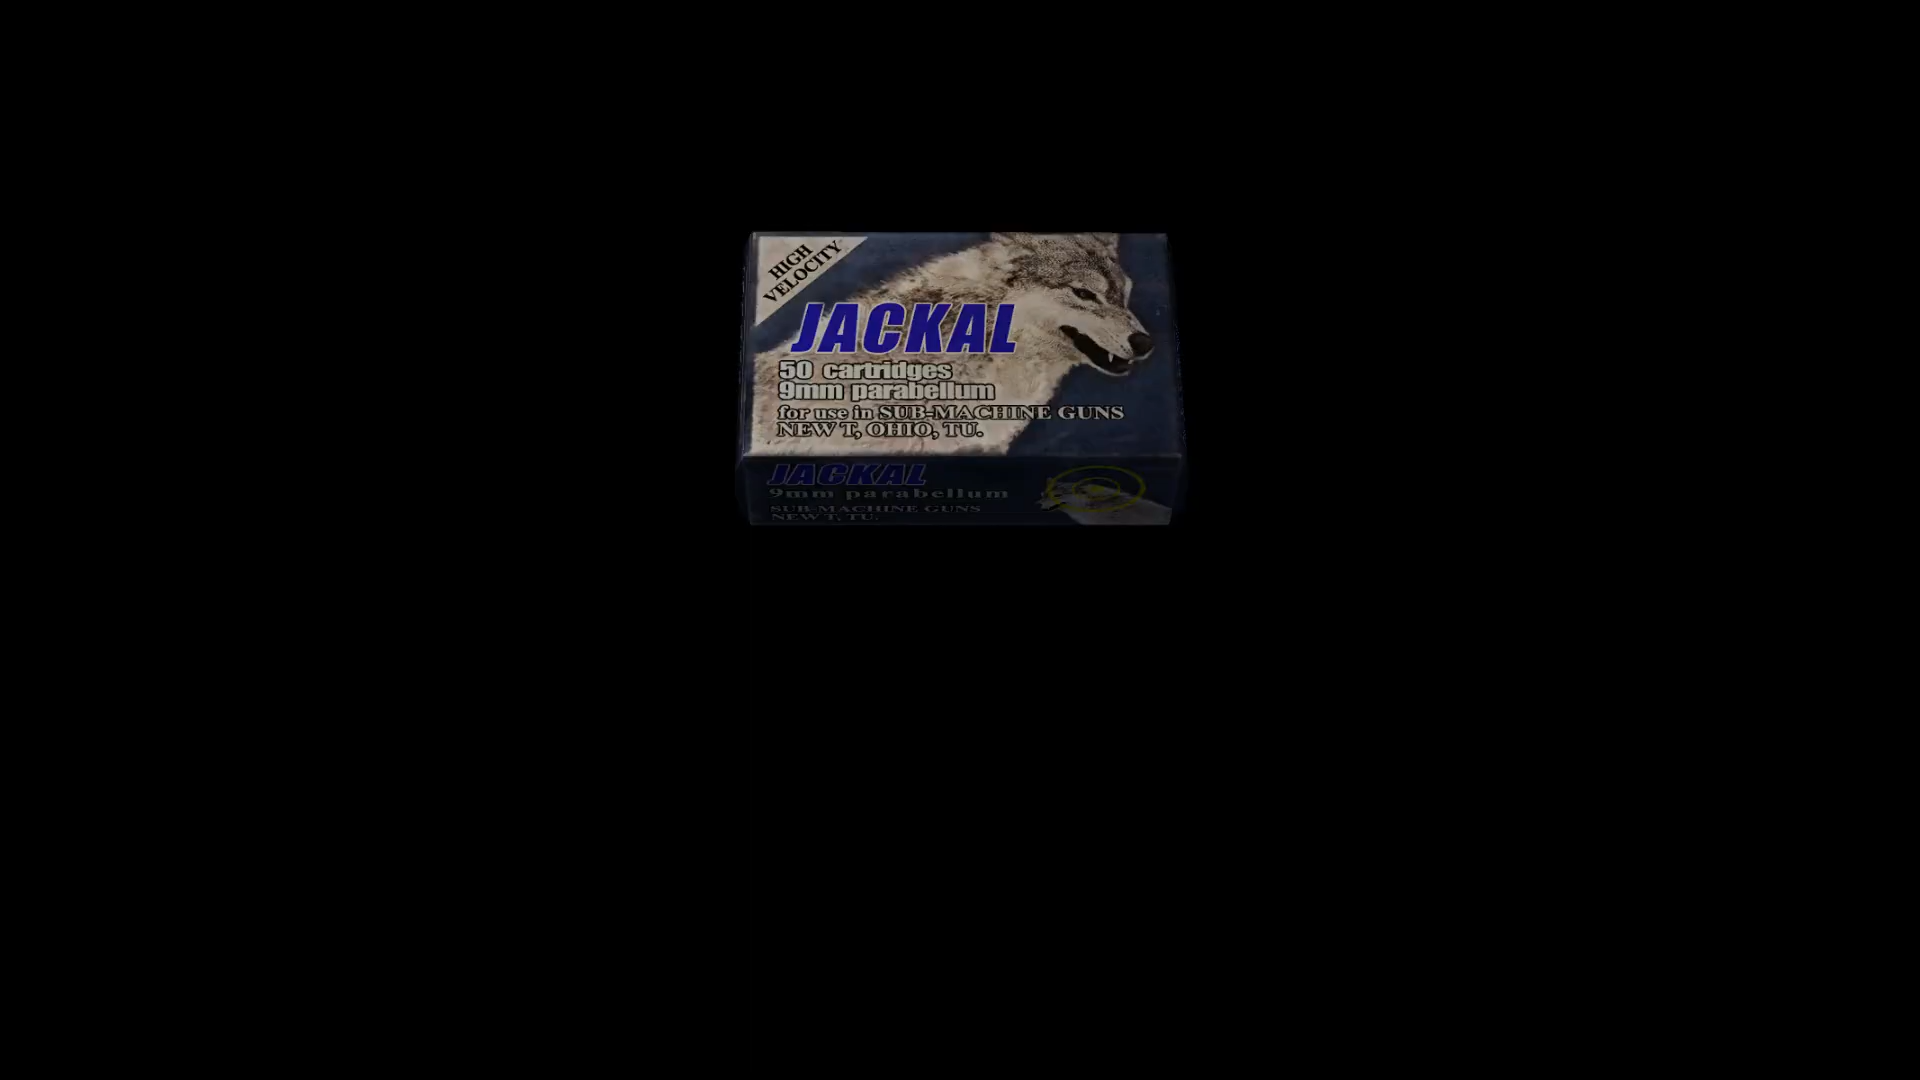 HIGH
VELOCITY
JACKAL
50 cartridges
9mm parabellum
for use in SUB-MACHINE GUNS
NEW T, OHIO, TU.
JACKAL
9mm parabellum
SUB-MACHINE GUNS
NEW T, TU.